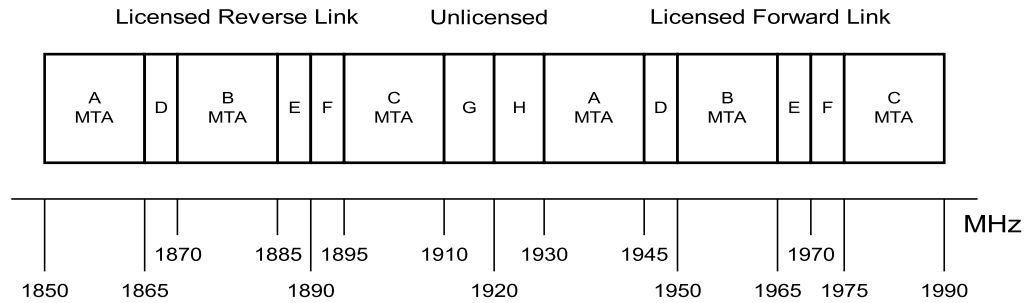 Licensed Reverse Link Unlicensed Licensed Forward Link
A MTA D B MTA E F C MTA G H A MTA D B MTA E F C MTA
MHz
1870 1885 1895 1910 1930 1945 1970
1850 1865 1890 1920 1950 1965 1975 1990